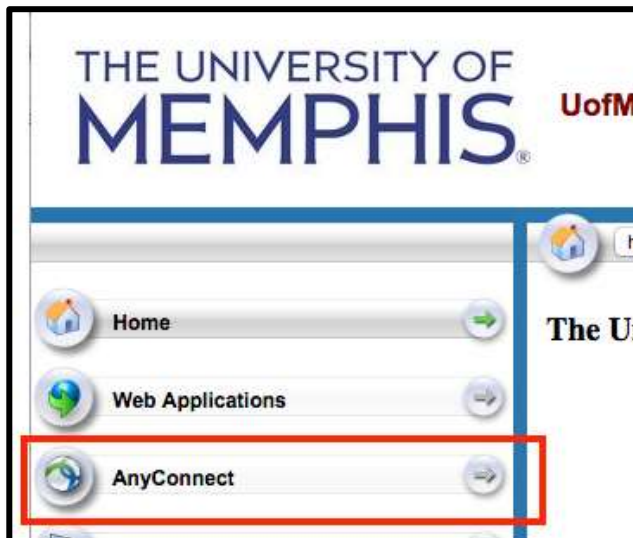 THE UNIVERSITY OF
MEMPHIS®
UofM
Home
The U
Web Applications
AnyConnect